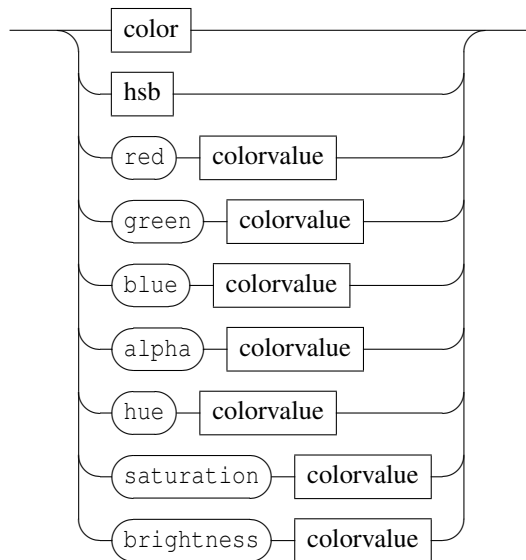 color
hsb
red colorvalue
green colorvalue
blue colorvalue
alpha colorvalue
hue colorvalue
saturation colorvalue
brightness colorvalue